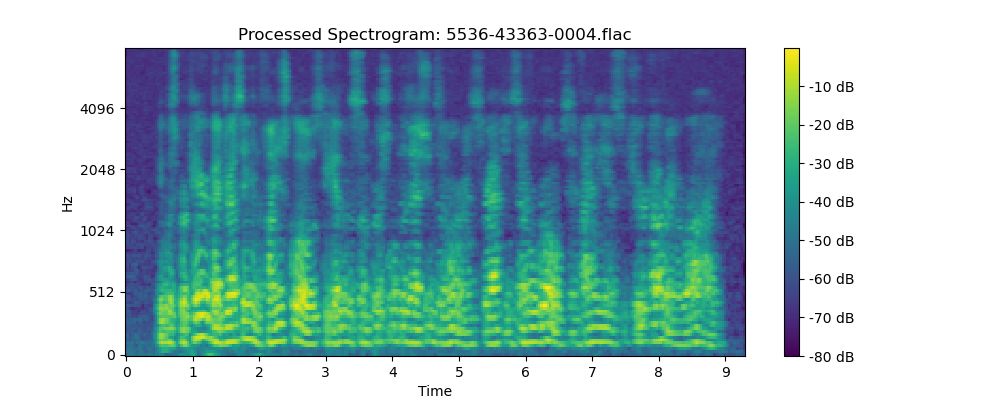 Processed Spectrogram: 5536-43363-0004.flac
Hz
4096
2048
1024
512
0
0 1 2 3 4 5 6 7 8 9
Time
-10 dB
-20 dB
-30 dB
-40 dB
-50 dB
-60 dB
-70 dB
-80 dB